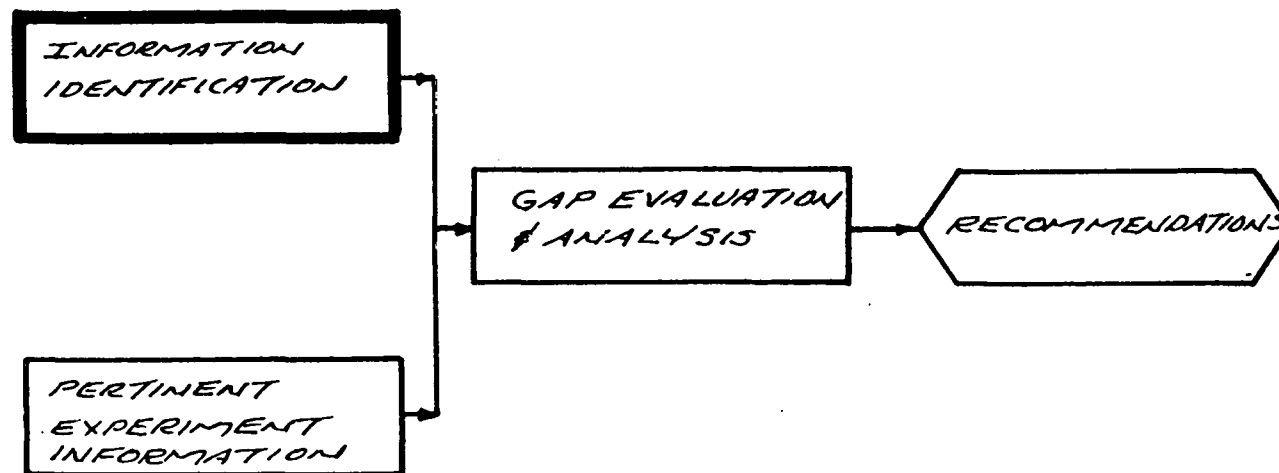 INFORMATION
IDENTIFICATION
GAP EVALUATION
& ANALYSIS
RECOMMENDATIONS
PERTINENT
EXPERIMENT
INFORMATION